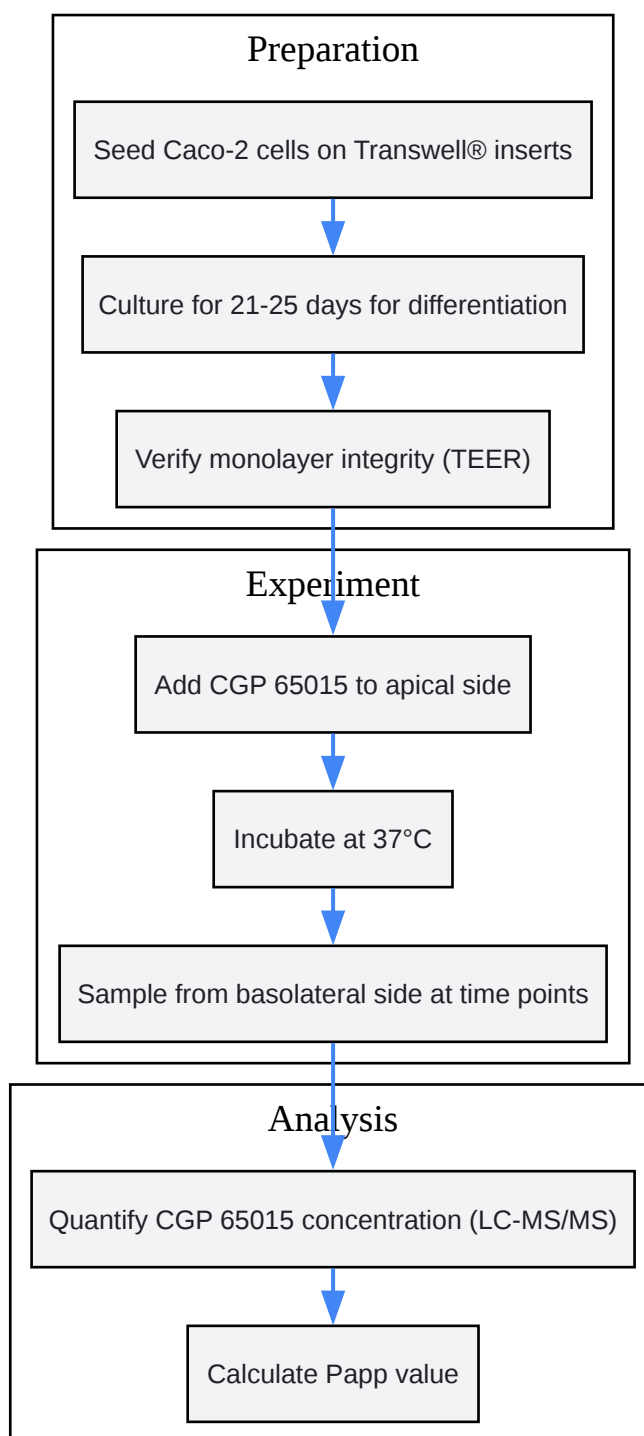 Preparation
Seed Caco-2 cells on Transwell® inserts
Culture for 21-25 days for differentiation
Verify monolayer integrity (TEER)
Experiment
Add CGP 65015 to apical side
Incubate at 37°C
Sample from basolateral side at time points
Analysis
Quantify CGP 65015 concentration (LC-MS/MS)
Calculate Papp value